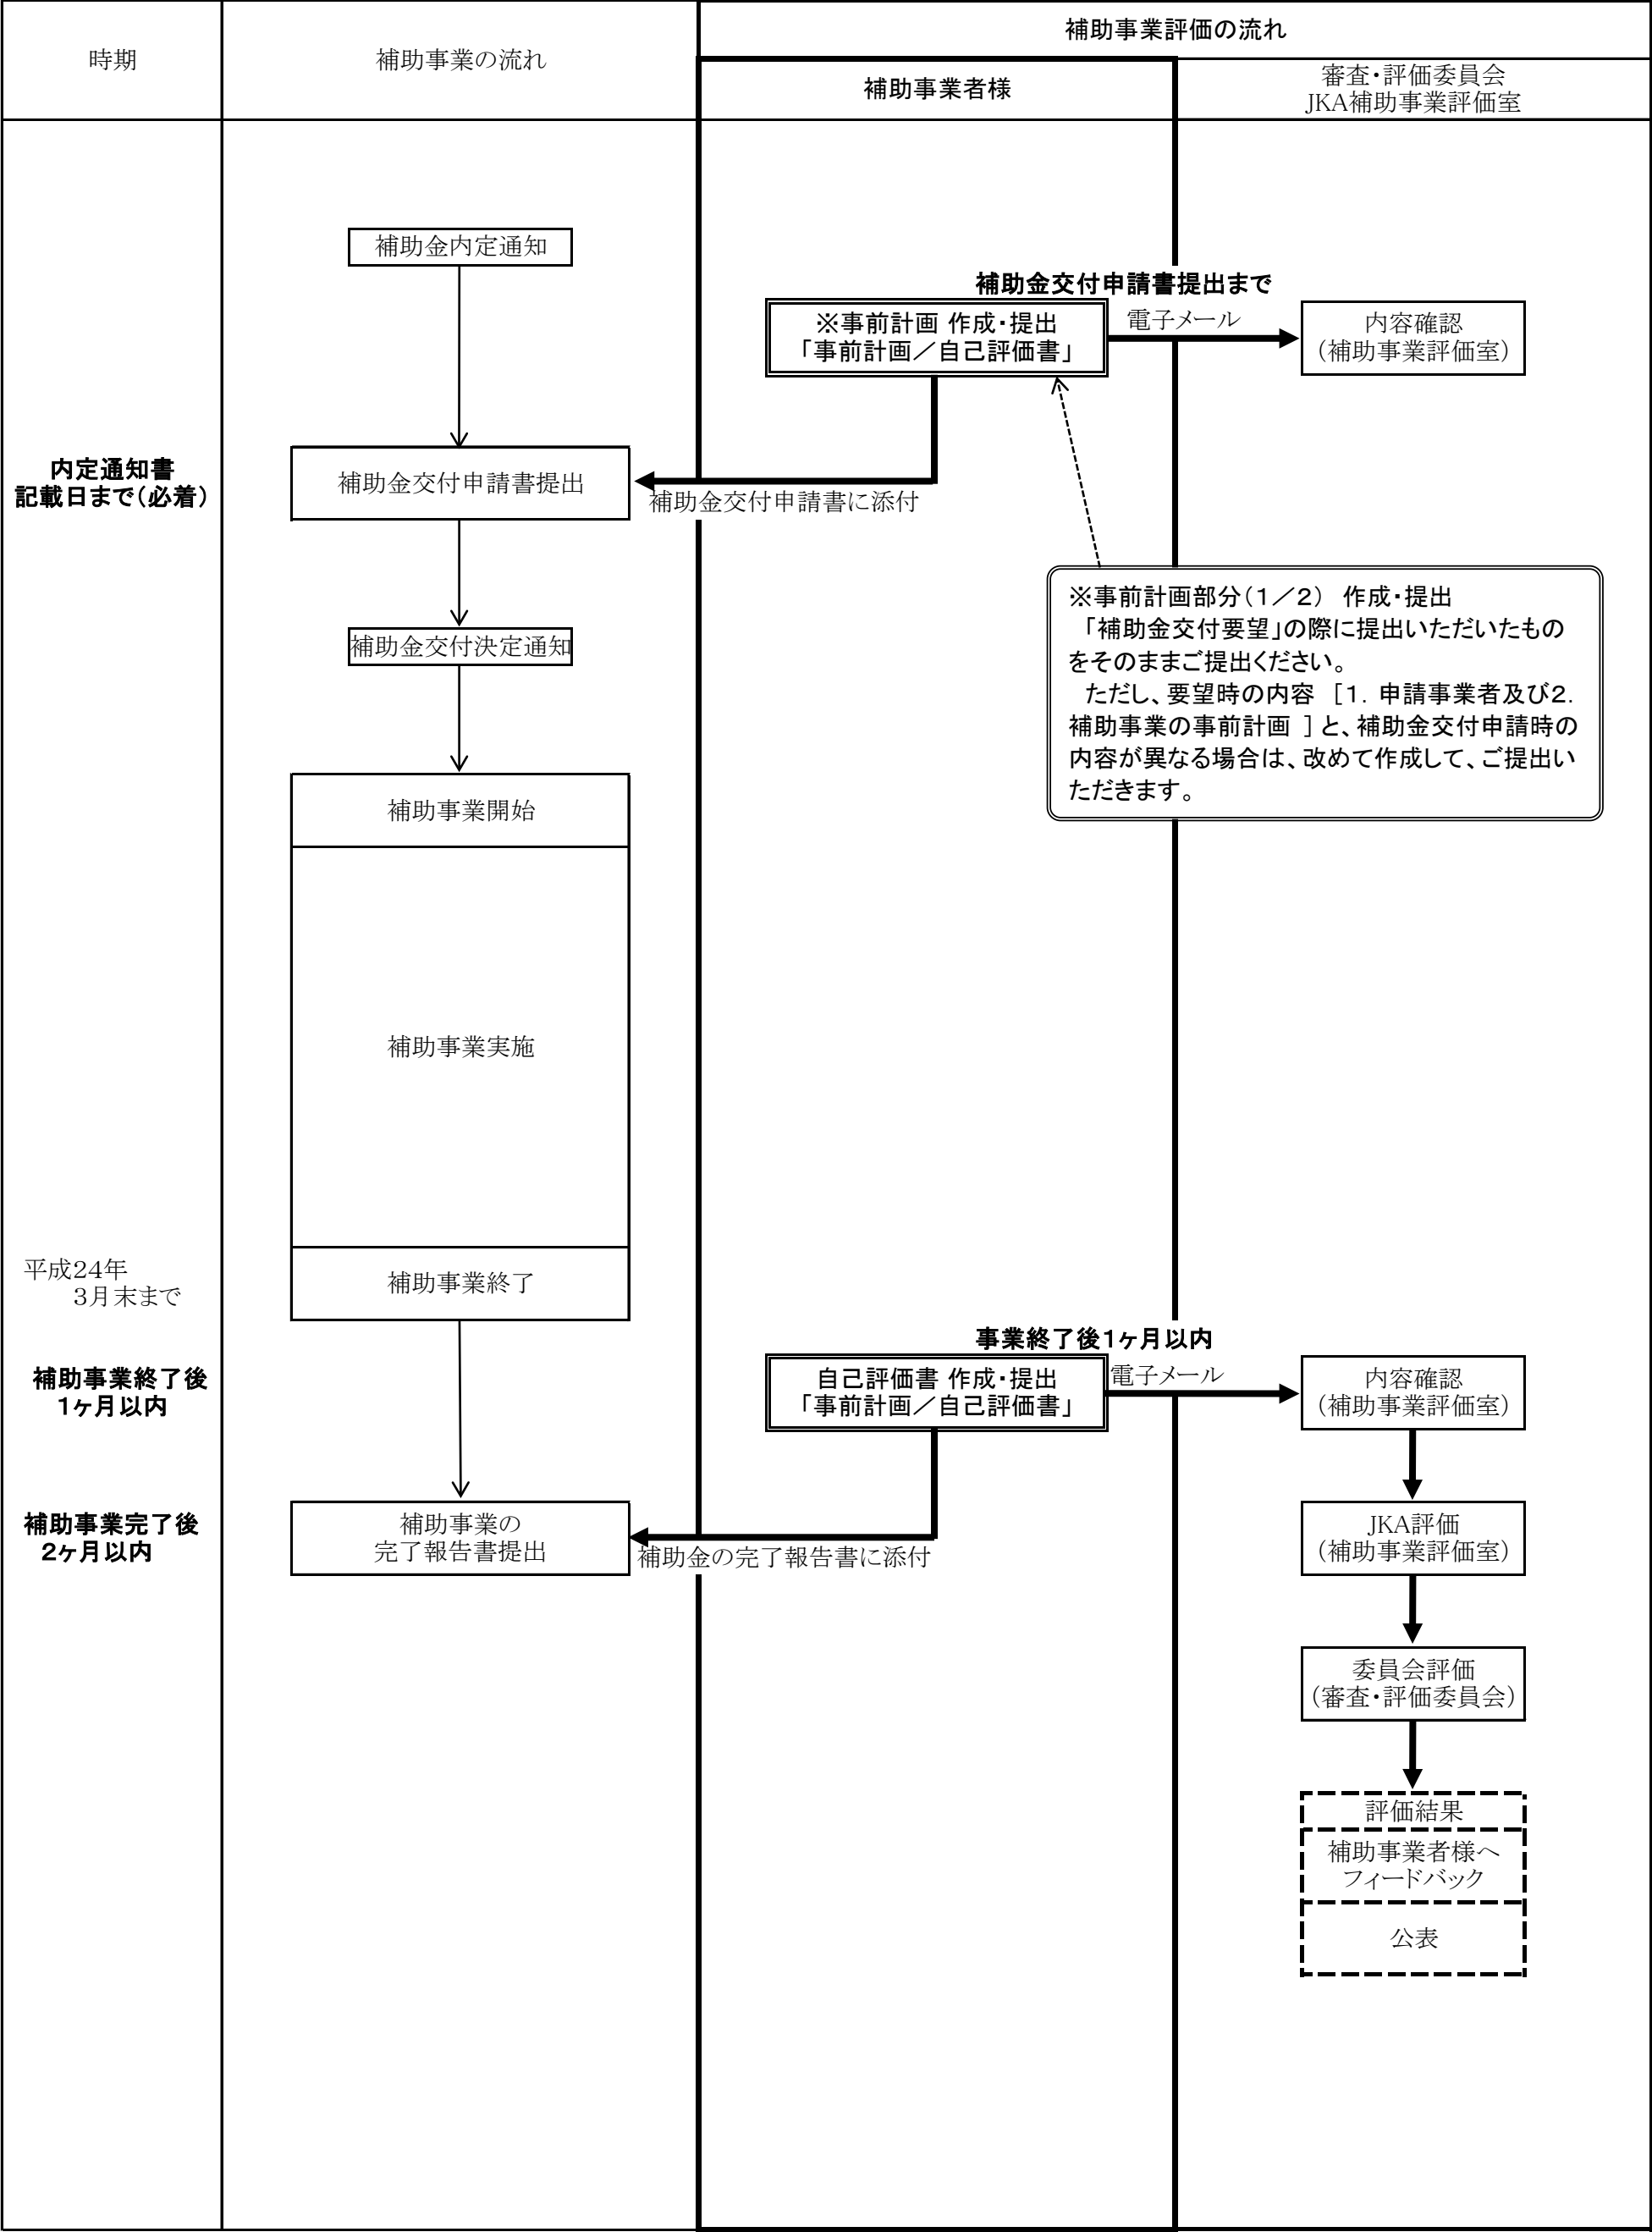 時期
補助事業の流れ
補助事業評価の流れ
補助事業者様
審査・評価委員会
JKA補助事業評価室
補助金内定通知
補助金交付申請書提出まで
※事前計画 作成・提出
「事前計画／自己評価書」
電子メール
内容確認
（補助事業評価室）
内定通知書
記載日まで（必着）
補助金交付申請書提出
補助金交付申請書に添付
※事前計画部分（1／2） 作成・提出
「補助金交付要望」の際に提出いただいたもの
をそのままご提出ください。
ただし、要望時の内容 ［1．申請事業者及び2．
補助事業の事前計画 ］と、補助金交付申請時の
内容が異なる場合は、改めて作成して、ご提出い
ただきます。
補助金交付決定通知
補助事業開始
補助事業実施
平成24年
3月末まで
補助事業終了
事業終了後1ヶ月以内
補助事業終了後
1ヶ月以内
自己評価書 作成・提出
「事前計画／自己評価書」
電子メール
内容確認
（補助事業評価室）
補助事業完了後
2ヶ月以内
補助事業の
完了報告書提出
補助金の完了報告書に添付
JKA評価
（補助事業評価室）
委員会評価
（審査・評価委員会）
評価結果
補助事業者様へ
フィードバック
公表